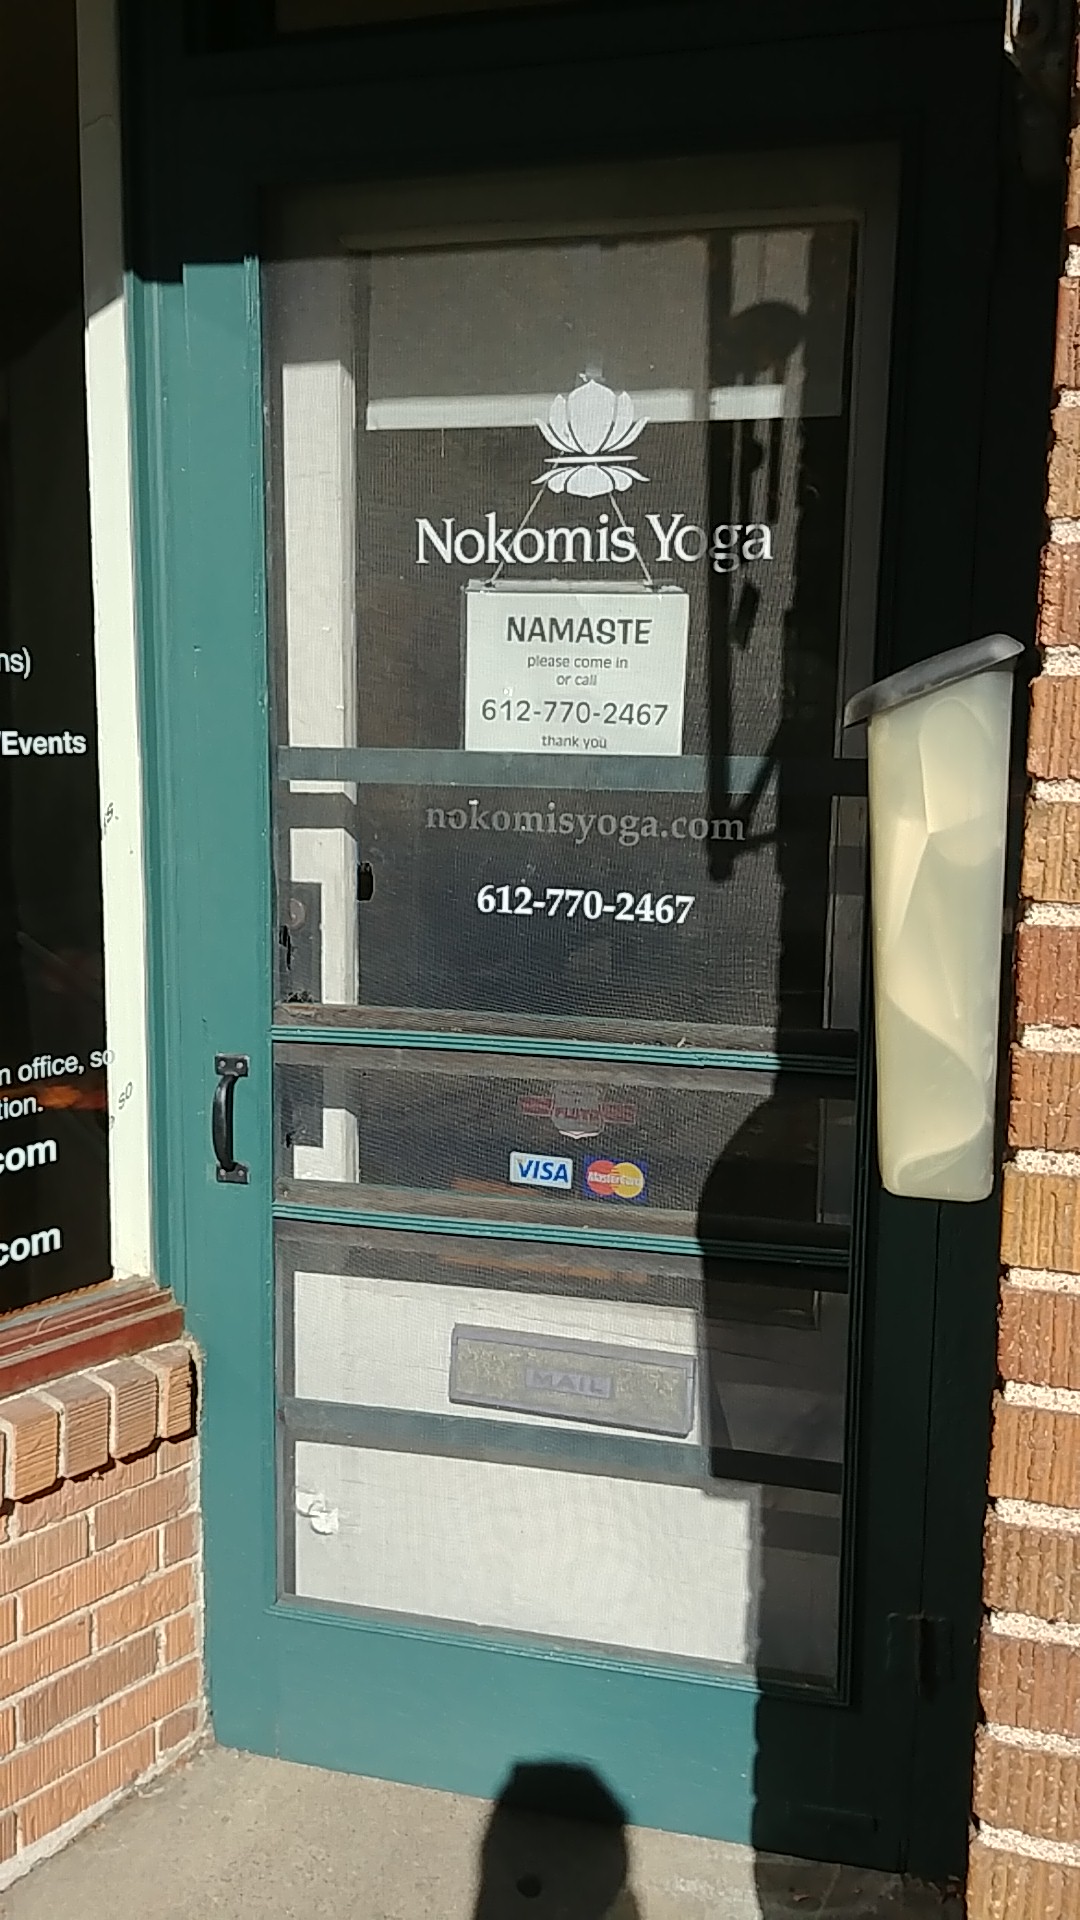 Nokomis Yoga
NAMASTE
please come in
or call
612-770-2467
thank you
nokomisyoga.com
612-770-2467
VISA
MasterCard
MAIL
ns)
/Events
n office, so
tion.
com
com